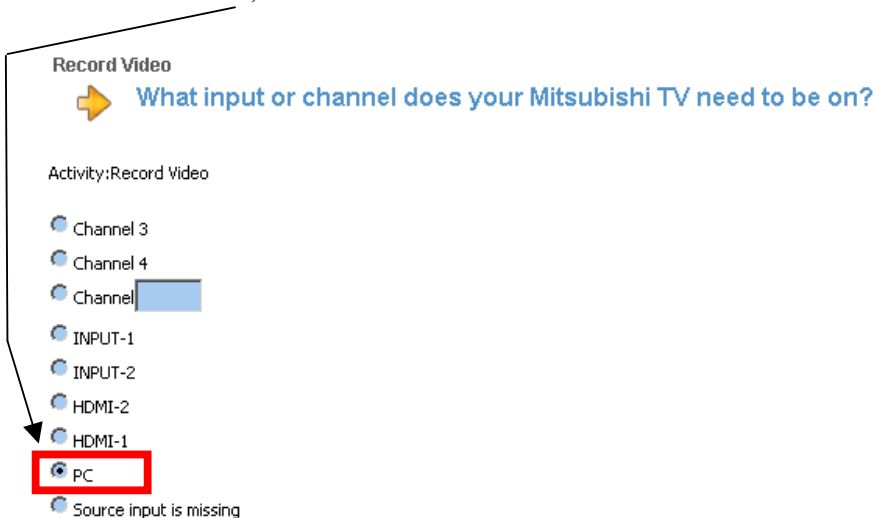 Record Video
What input or channel does your Mitsubishi TV need to be on?
Activity:Record Video
Channel 3
Channel 4
Channel
INPUT-1
INPUT-2
HDMI-2
HDMI-1
PC
Source input is missing